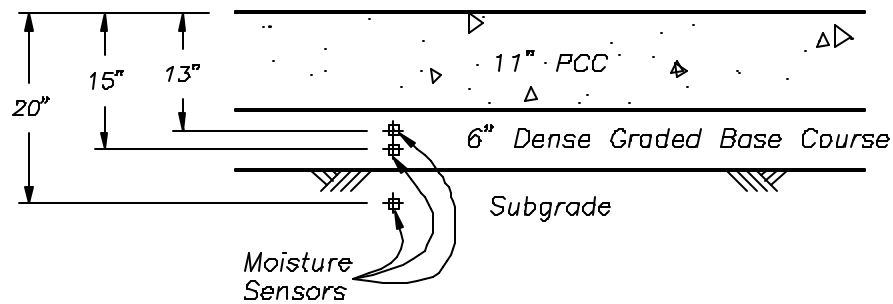 11" PCC
13"
15"
20"
6" Dense Graded Base Course
Subgrade
Moisture
Sensors